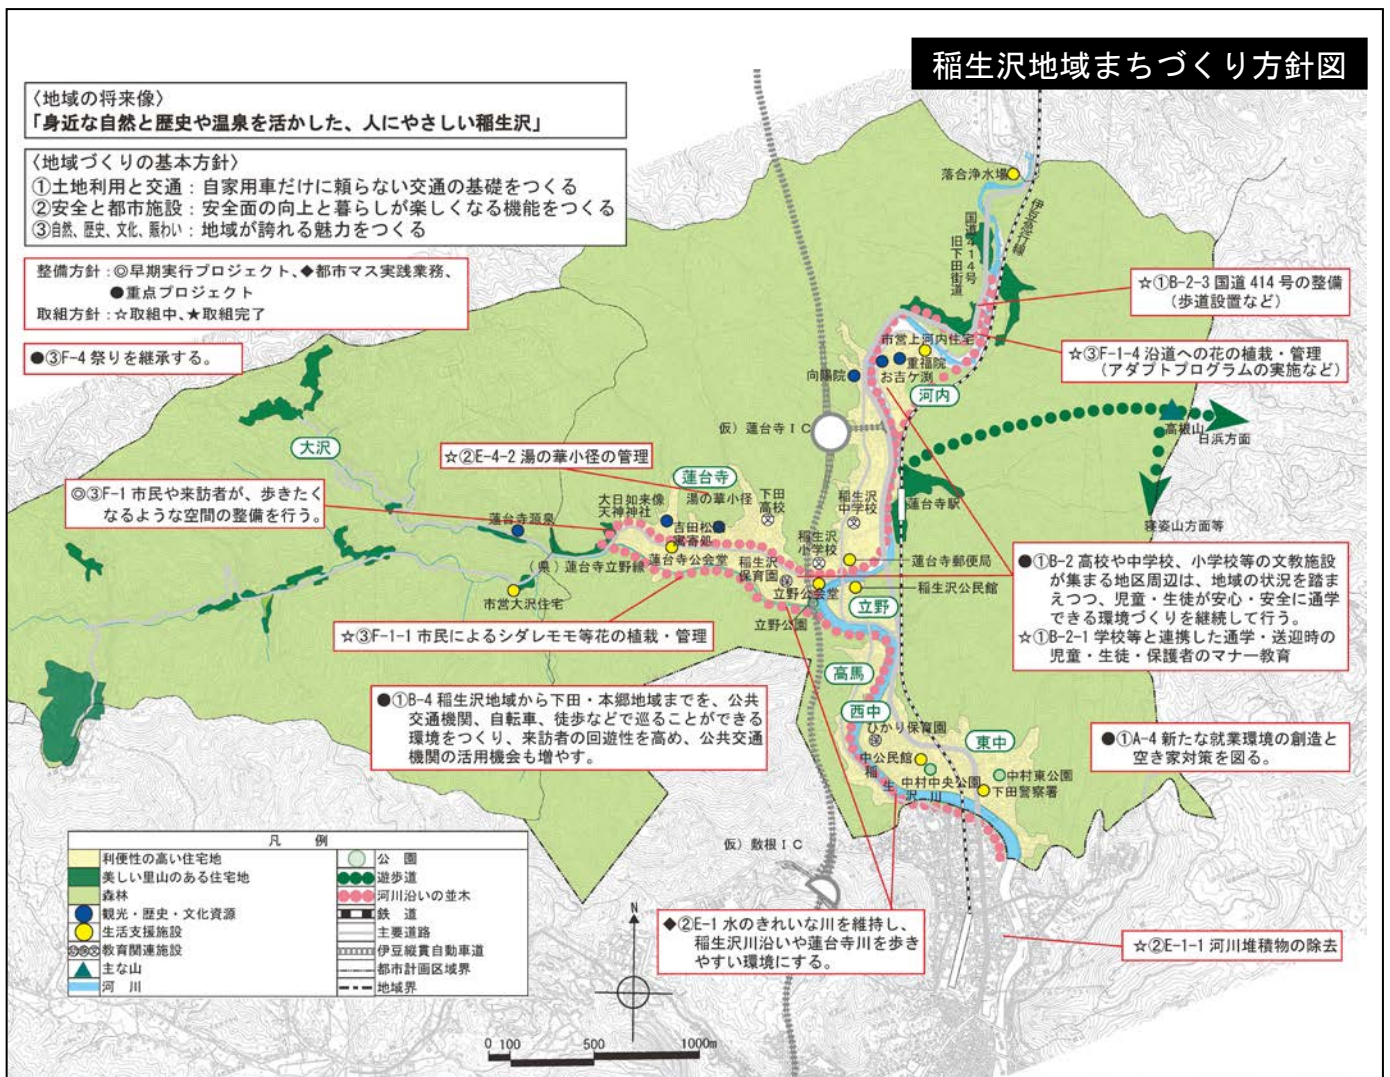 稲生沢地域まちづくり方針図
〈地域の将来像〉
「身近な自然と歴史や温泉を活かした、人にやさしい稲生沢」
〈地域づくりの基本方針〉
①土地利用と交通：自家用車だけに頼らない交通の基礎をつくる
②安全と都市施設：安全面の向上と暮らしが楽しくなる機能をつくる
③自然、歴史、文化、賑わい：地域が誇れる魅力をつくる
整備方針：◎早期実行プロジェクト、◆都市マス実践業務、
●重点プロジェクト
取組方針：☆取組中、★取組完了
●③F-4 祭りを継承する。
落合浄水場
伊豆急行線
国道414号
旧下田街道
☆①B-2-3 国道 414 号の整備
（歩道設置など）
☆③F-1-4 沿道への花の植栽・管理
（アダプトプログラムの実施など）
市営上河内住宅
重福院
お吉ケ渕
向陽院
河内
高根山
白浜方面
寝姿山方面等
仮）蓮台寺ＩＣ
蓮台寺駅
大沢
☆②E-4-2 湯の華小径の管理
◎③F-1 市民や来訪者が、歩きたく
なるような空間の整備を行う。
蓮台寺
湯の華小径
下田
高校
文
稲生沢
中学校
文
大日如来像
天神神社
吉田松陰
寓寄処
蓮台寺公会堂
蓮台寺源泉
（県）蓮台寺立野線
市営大沢住宅
稲生沢
小学校
文
稲生沢
保育園
保
蓮台寺郵便局
立野公会堂
稲生沢公民館
立野
立野公園
●①B-2 高校や中学校、小学校等の文教施設
が集まる地区周辺は、地域の状況を踏ま
えつつ、児童・生徒が安心・安全に通学
できる環境づくりを継続して行う。
☆①B-2-1 学校等と連携した通学・送迎時の
児童・生徒・保護者のマナー教育
☆③F-1-1 市民によるシダレモモ等花の植栽・管理
●①B-4 稲生沢地域から下田・本郷地域までを、公共
交通機関、自転車、徒歩などで巡ることができる
環境をつくり、来訪者の回遊性を高め、公共交通
機関の活用機会も増やす。
高馬
西中
ひかり保育園
保
東中
中公民館
中村中央公園
中村東公園
下田警察署
稲生沢川
●①A-4 新たな就業環境の創造と
空き家対策を図る。
仮）敷根ＩＣ
◆②E-1 水のきれいな川を維持し、
稲生沢川沿いや蓮台寺川を歩き
やすい環境にする。
☆②E-1-1 河川堆積物の除去
凡　例
利便性の高い住宅地
美しい里山のある住宅地
森林
観光・歴史・文化資源
生活支援施設
教育関連施設
主な山
河　川
公　園
遊歩道
河川沿いの並木
鉄　道
主要道路
伊豆縦貫自動車道
都市計画区域界
地域界
N
0 100 500 1000m